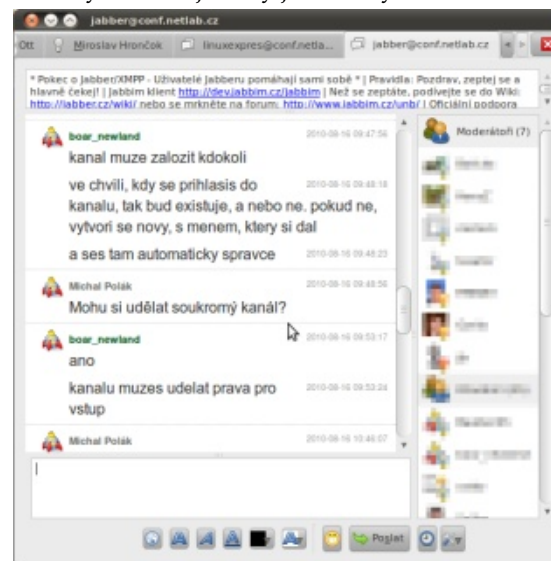 jabber@conf.netlab.cz
Ott Miroslav Hrončok linuxexpres@conf.netla... jabber@conf.netlab.cz
* Pokec o Jabber/XMPP - Uživatelé Jabberu pomáhají sami sobě * | Pravidla: Pozdrav, zeptej se a
hlavně čekej! | Jabbim klient http://dev.jabbim.cz/jabbim | Než se zeptáte, podívejte se do Wiki:
http://jabber.cz/wiki/ nebo se mrkněte na forum: http://www.jabbim.cz/unb/ | Oficiální podpora
Moderátoři (7)
boar_newland 2010-08-16 09:47:56
kanal muze zalozit kdokoli
ve chvili, kdy se prihlasis do 2010-08-16 09:48:18
kanalu, tak bud existuje, a nebo ne. pokud ne,
vytvori se novy, s menem, ktery si dal
a ses tam automaticky spravce 2010-08-16 09:48:23
Michal Polák 2010-08-16 09:48:56
Mohu si udělat soukromý kanál?
boar_newland 2010-08-16 09:53:17
ano
kanalu muzes udelat prava pro 2010-08-16 09:53:24
vstup
Michal Polák 2010-08-16 10:46:07
Poslat